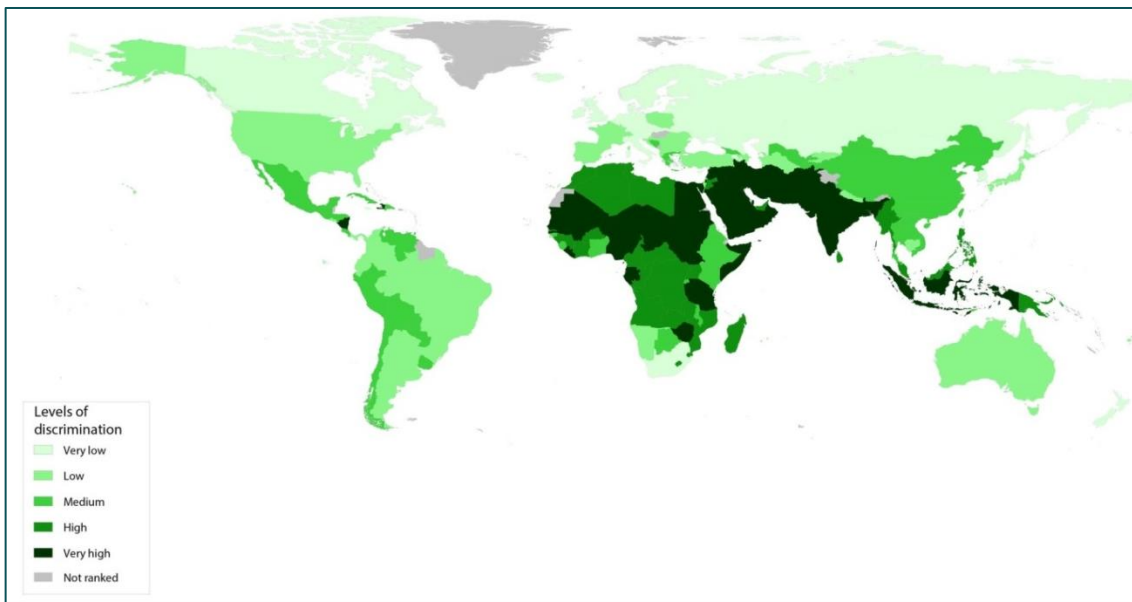 Levels of
discrimination
Very low
Low
Medium
High
Very high
Not ranked